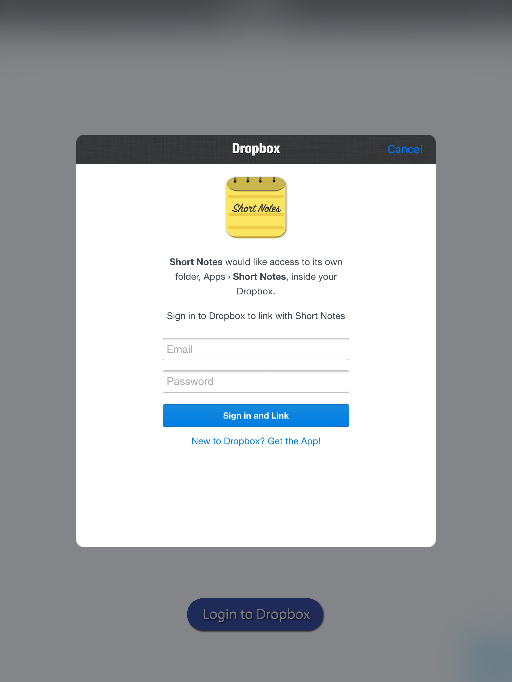 Dropbox
Cancel
Short Notes
Short Notes would like access to its own
folder, Apps › Short Notes, inside your
Dropbox.
Sign in to Dropbox to link with Short Notes
Email
Password
Sign in and Link
New to Dropbox? Get the App!
Login to Dropbox